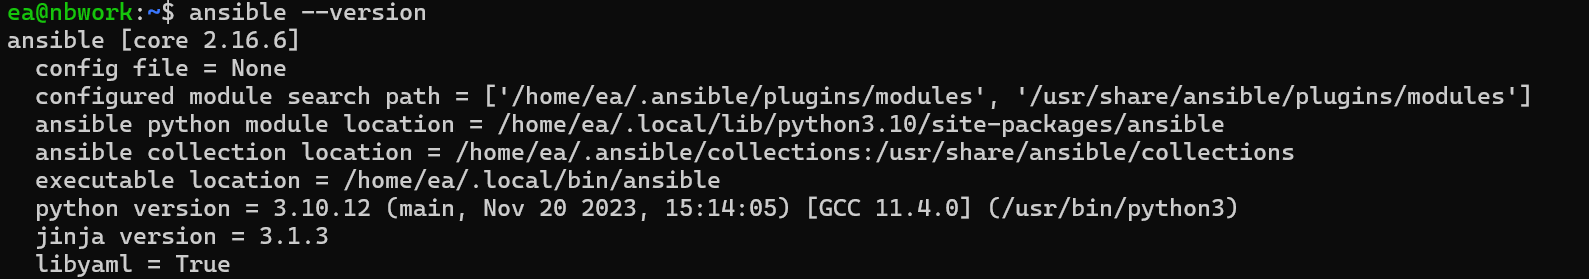 ea@nbwork:~$ ansible --version
ansible [core 2.16.6]
  config file = None
  configured module search path = ['/home/ea/.ansible/plugins/modules', '/usr/share/ansible/plugins/modules']
  ansible python module location = /home/ea/.local/lib/python3.10/site-packages/ansible
  ansible collection location = /home/ea/.ansible/collections:/usr/share/ansible/collections
  executable location = /home/ea/.local/bin/ansible
  python version = 3.10.12 (main, Nov 20 2023, 15:14:05) [GCC 11.4.0] (/usr/bin/python3)
  jinja version = 3.1.3
  libyaml = True